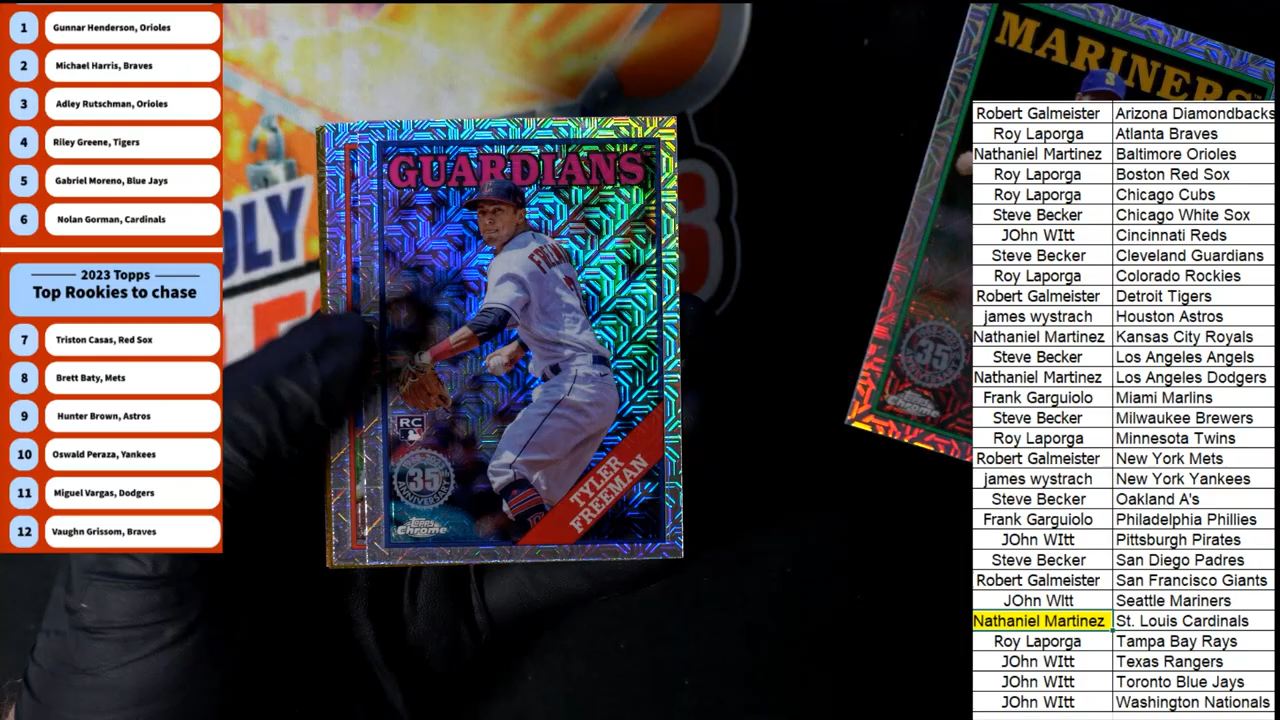 1 Gunnar Henderson, Orioles
2 Michael Harris, Braves
3 Adley Rutschman, Orioles
4 Riley Greene, Tigers
5 Gabriel Moreno, Blue Jays
6 Nolan Gorman, Cardinals
2023 Topps
Top Rookies to chase
7 Triston Casas, Red Sox
8 Brett Baty, Mets
9 Hunter Brown, Astros
10 Oswald Peraza, Yankees
11 Miguel Vargas, Dodgers
12 Vaughn Grissom, Braves
GUARDIANS
RC
35
ANNIVERSARY
Topps
Chrome
TYLER
FREEMAN
MARINERS
35
Chrome
Robert Galmeister Arizona Diamondbacks
Roy Laporga Atlanta Braves
Nathaniel Martinez Baltimore Orioles
Roy Laporga Boston Red Sox
Roy Laporga Chicago Cubs
Steve Becker Chicago White Sox
JOhn WItt Cincinnati Reds
Steve Becker Cleveland Guardians
Roy Laporga Colorado Rockies
Robert Galmeister Detroit Tigers
james wystrach Houston Astros
Nathaniel Martinez Kansas City Royals
Steve Becker Los Angeles Angels
Nathaniel Martinez Los Angeles Dodgers
Frank Garguiolo Miami Marlins
Steve Becker Milwaukee Brewers
Roy Laporga Minnesota Twins
Robert Galmeister New York Mets
james wystrach New York Yankees
Steve Becker Oakland A's
Frank Garguiolo Philadelphia Phillies
JOhn WItt Pittsburgh Pirates
Steve Becker San Diego Padres
Robert Galmeister San Francisco Giants
JOhn WItt Seattle Mariners
Nathaniel Martinez St. Louis Cardinals
Roy Laporga Tampa Bay Rays
JOhn WItt Texas Rangers
JOhn WItt Toronto Blue Jays
JOhn WItt Washington Nationals